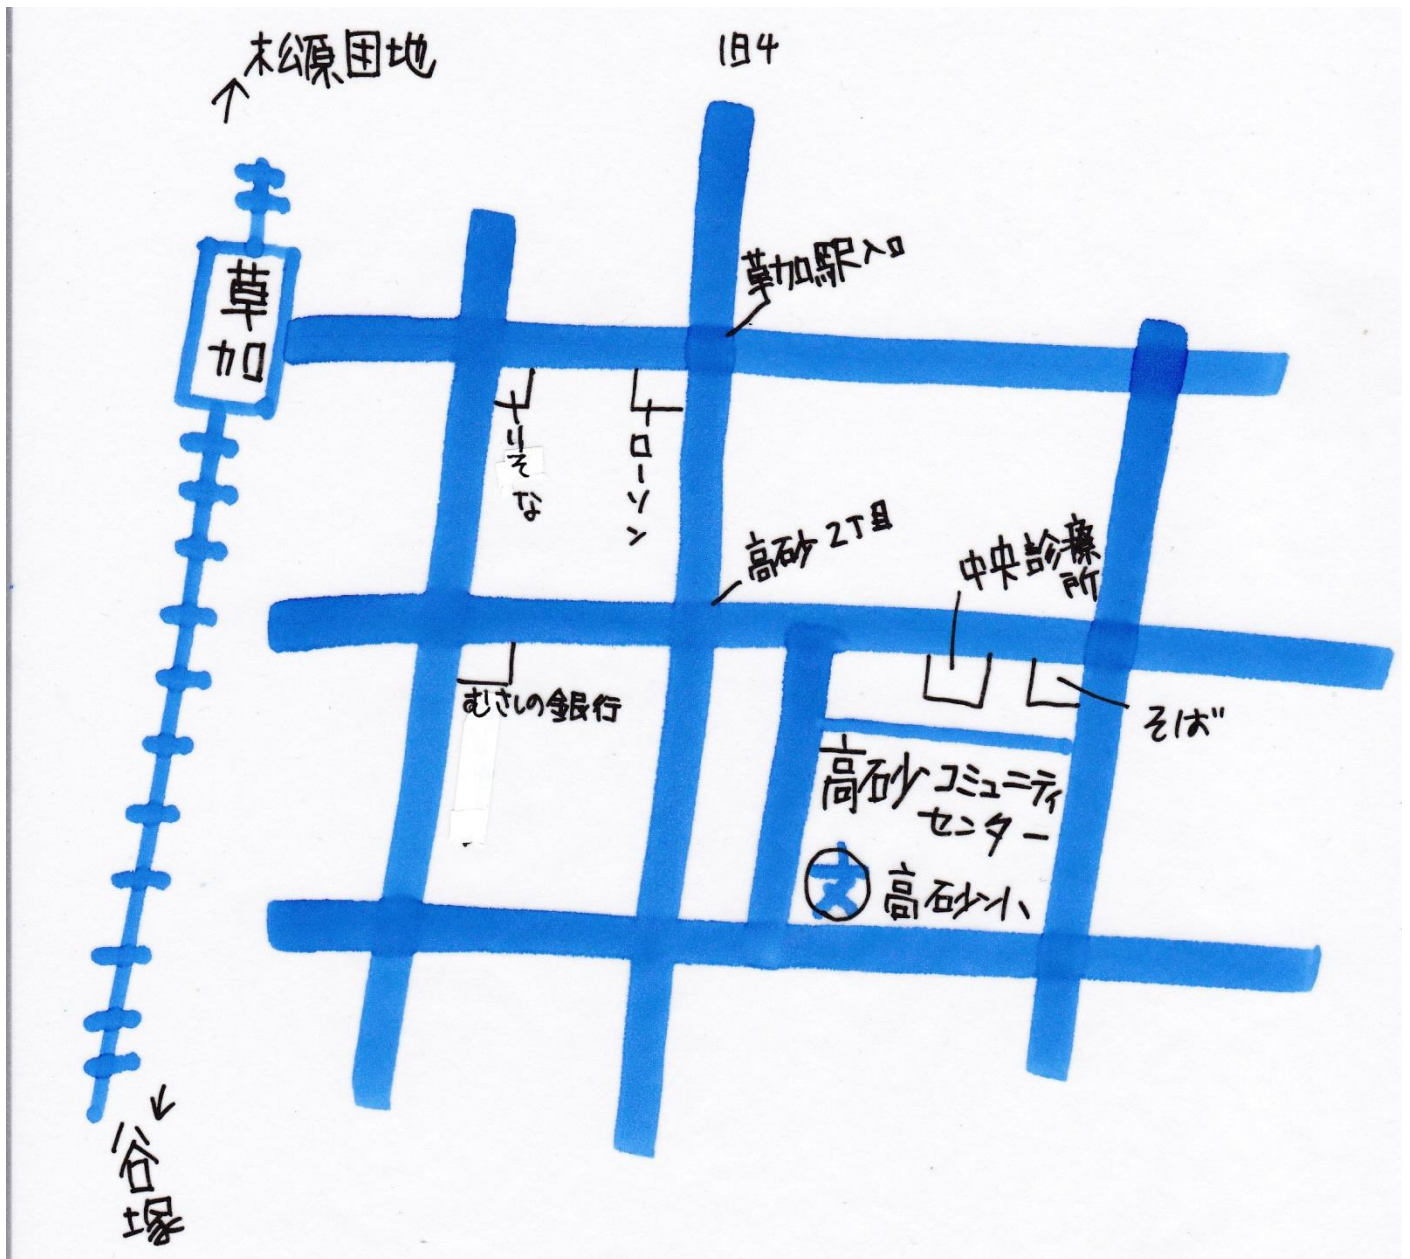 松原団地
旧4
草加駅入口
草加
りそな
ローソン
高砂2丁目
中央診療
所
むさしの銀行
そば
高砂コミュニティ
センター
文
高砂小
谷塚